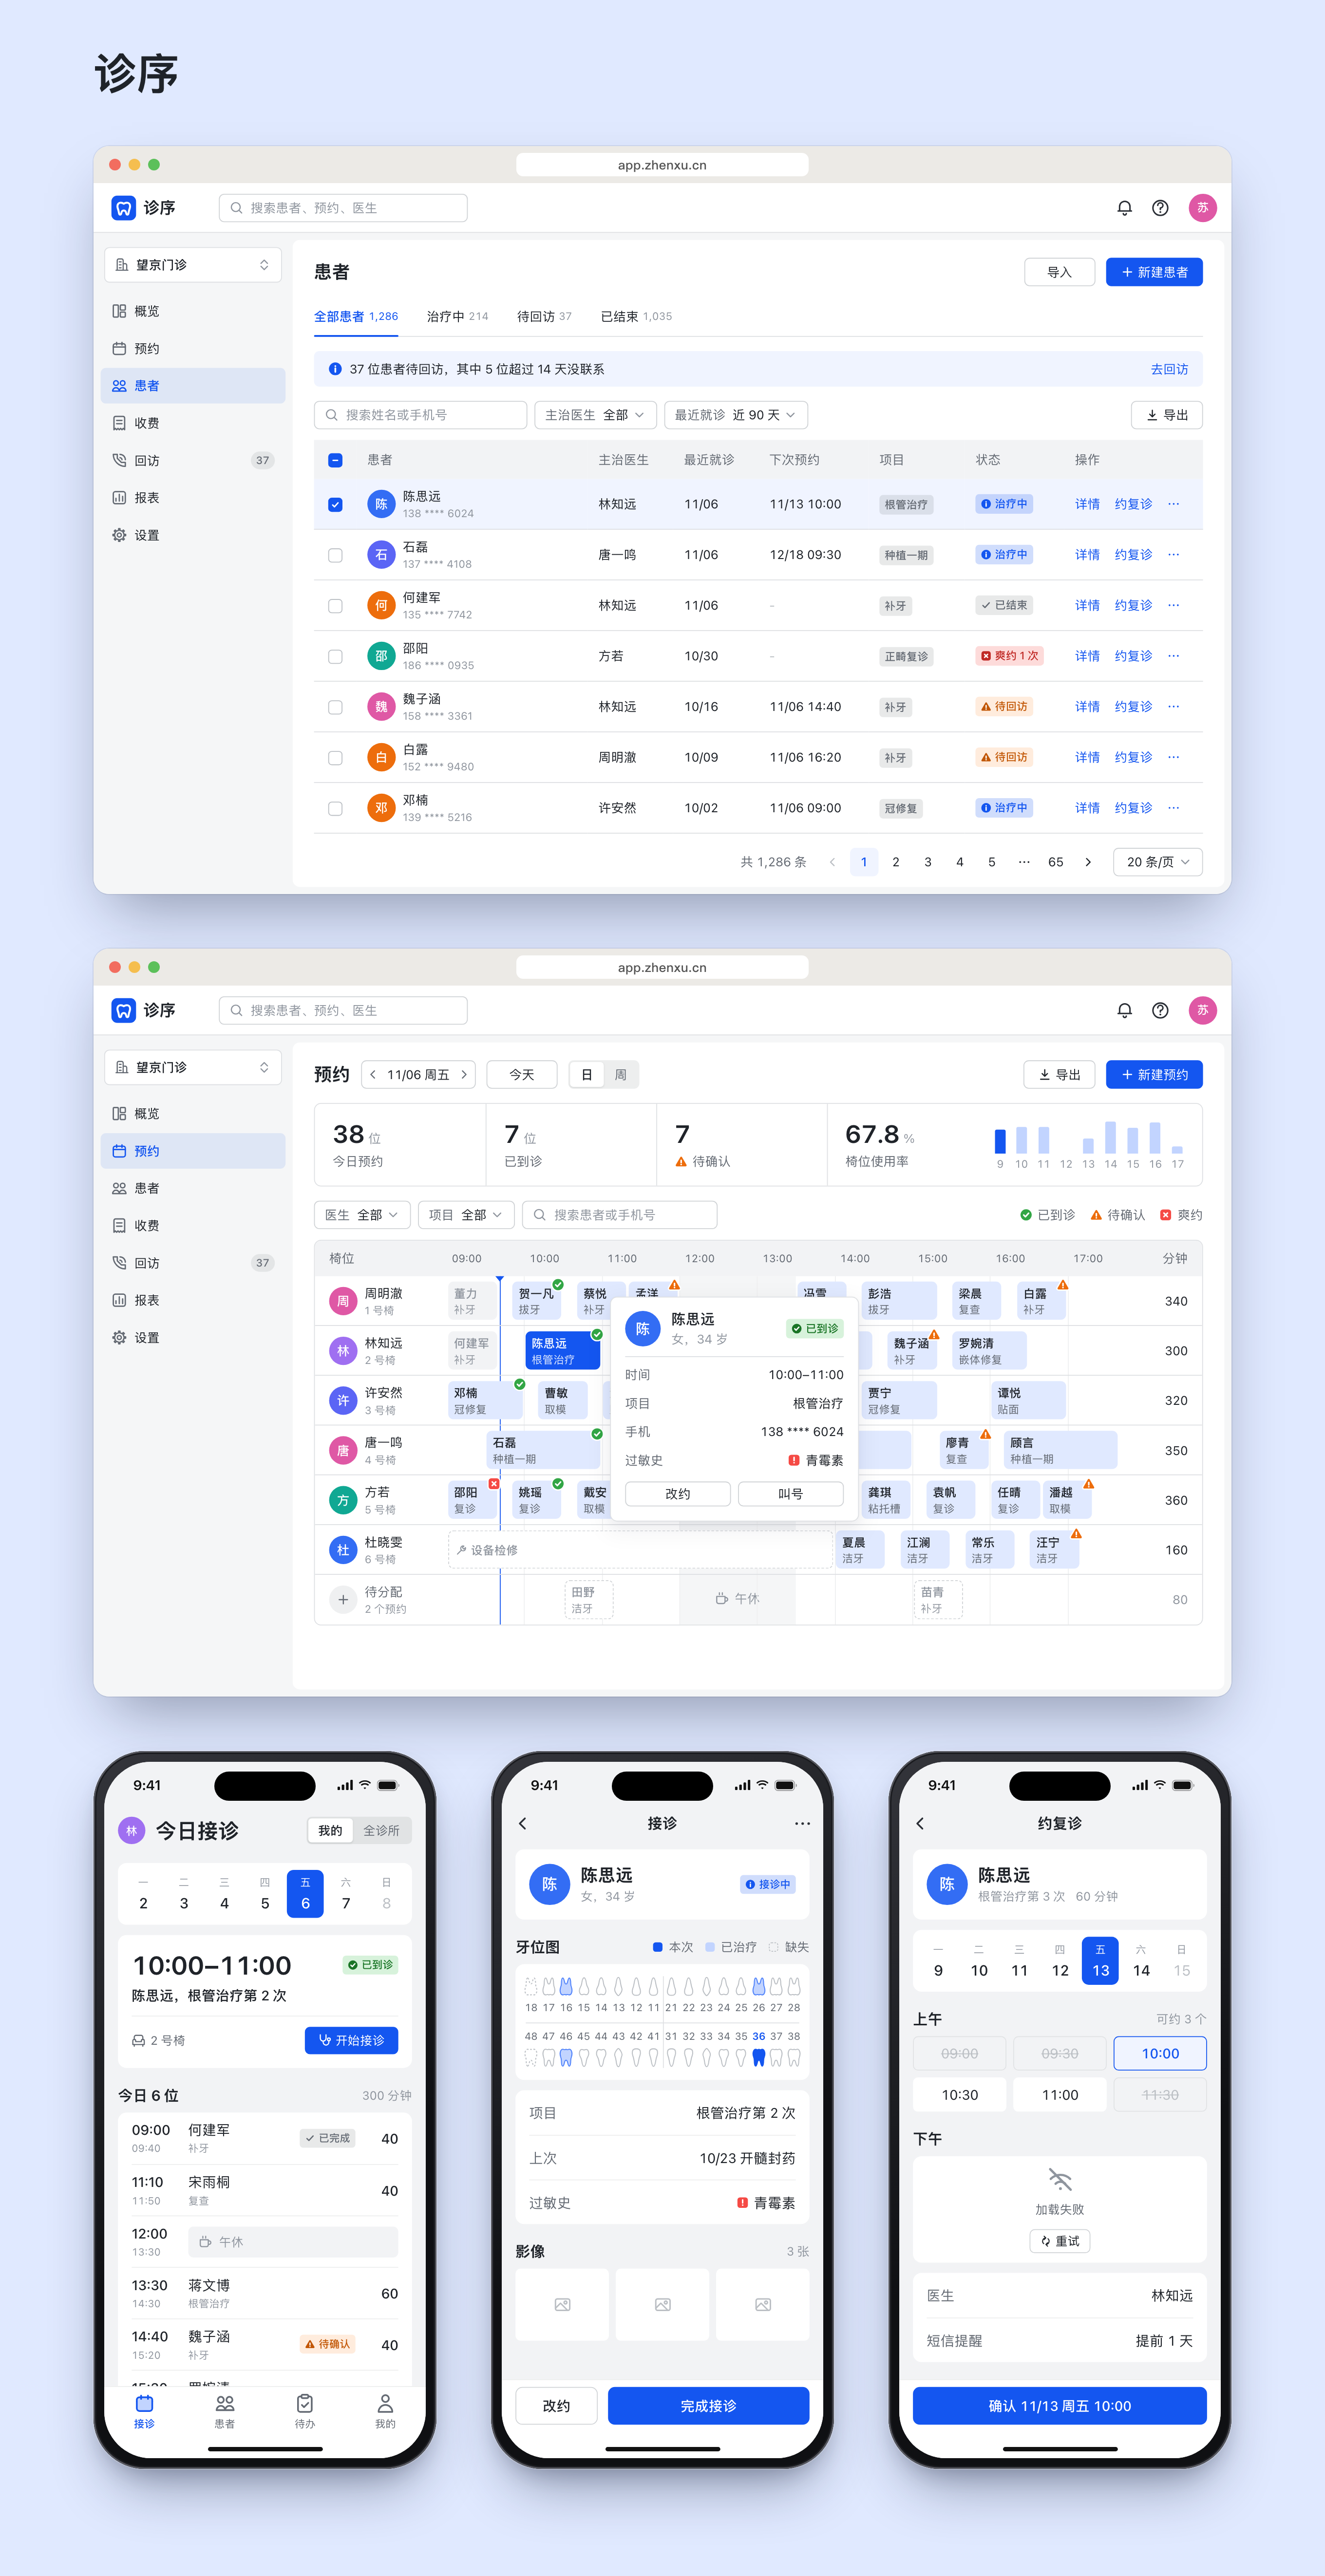 诊序
app.zhenxu.cn
诊序
搜索患者、预约、医生
苏
望京门诊
概览
预约
患者
收费
回访 37
报表
设置
患者
导入
新建患者
全部患者 1,286 治疗中 214 待回访 37 已结束 1,035
37 位患者待回访，其中 5 位超过 14 天没联系 去回访
搜索姓名或手机号 主治医生 全部 最近就诊 近 90 天 导出
患者 主治医生 最近就诊 下次预约 项目 状态 操作
陈 陈思远 138 **** 6024 林知远 11/06 11/13 10:00 根管治疗 治疗中 详情 约复诊 ···
石 石磊 137 **** 4108 唐一鸣 11/06 12/18 09:30 种植一期 治疗中 详情 约复诊 ···
何 何建军 135 **** 7742 林知远 11/06 - 补牙 已结束 详情 约复诊 ···
邵 邵阳 186 **** 0935 方若 10/30 - 正畸复诊 爽约 1 次 详情 约复诊 ···
魏 魏子涵 158 **** 3361 林知远 10/16 11/06 14:40 补牙 待回访 详情 约复诊 ···
白 白露 152 **** 9480 周明澈 10/09 11/06 16:20 补牙 待回访 详情 约复诊 ···
邓 邓楠 139 **** 5216 许安然 10/02 11/06 09:00 冠修复 治疗中 详情 约复诊 ···
共 1,286 条 1 2 3 4 5 ··· 65 20 条/页
app.zhenxu.cn
诊序
搜索患者、预约、医生
苏
望京门诊
概览
预约
患者
收费
回访 37
报表
设置
预约 11/06 周五 今天 日 周 导出 新建预约
38 位 7 位 7 67.8 %
今日预约 已到诊 待确认 椅位使用率
9 10 11 12 13 14 15 16 17
医生 全部 项目 全部 搜索患者或手机号 已到诊 待确认 爽约
椅位 09:00 10:00 11:00 12:00 13:00 14:00 15:00 16:00 17:00 分钟
周 周明澈 董力 贺一凡 蔡悦 孟洋 冯雪 彭浩 梁晨 白露 340
1 号椅 补牙 拔牙 补牙 拔牙 复查 补牙
林 林知远 何建军 陈思远 魏子涵 罗婉清 300
2 号椅 补牙 根管治疗 补牙 嵌体修复
许 许安然 邓楠 曹敏 贾宁 谭悦 320
3 号椅 冠修复 取模 冠修复 贴面
唐 唐一鸣 石磊 廖青 顾言 350
4 号椅 种植一期 复查 种植一期
方 方若 邵阳 姚瑶 戴安 龚琪 袁帆 任晴 潘越 360
5 号椅 复诊 复诊 取模 粘托槽 复诊 复诊 取模
杜 杜晓雯 设备检修 夏晨 江澜 常乐 汪宁 160
6 号椅 洁牙 洁牙 洁牙 洁牙
待分配 田野 午休 苗青 80
2 个预约 洁牙 补牙
陈 陈思远 已到诊
女，34 岁
时间 10:00–11:00
项目 根管治疗
手机 138 **** 6024
过敏史 青霉素
改约 叫号
9:41
林 今日接诊 我的 全诊所
一 二 三 四 五 六 日
2 3 4 5 6 7 8
10:00–11:00 已到诊
陈思远，根管治疗第 2 次
2 号椅 开始接诊
今日 6 位 300 分钟
09:00 何建军 已完成 40
09:40 补牙
11:10 宋雨桐 40
11:50 复查
12:00 午休
13:30
13:30 蒋文博 60
14:30 根管治疗
14:40 魏子涵 待确认 40
15:20 补牙
接诊 患者 待办 我的
9:41
接诊 ···
陈 陈思远 接诊中
女，34 岁
牙位图 本次 已治疗 缺失
18 17 16 15 14 13 12 11 21 22 23 24 25 26 27 28
48 47 46 45 44 43 42 41 31 32 33 34 35 36 37 38
项目 根管治疗第 2 次
上次 10/23 开髓封药
过敏史 青霉素
影像 3 张
改约 完成接诊
9:41
约复诊
陈 陈思远
根管治疗第 3 次 60 分钟
一 二 三 四 五 六 日
9 10 11 12 13 14 15
上午 可约 3 个
09:00 09:30 10:00
10:30 11:00 11:30
下午
加载失败
重试
医生 林知远
短信提醒 提前 1 天
确认 11/13 周五 10:00